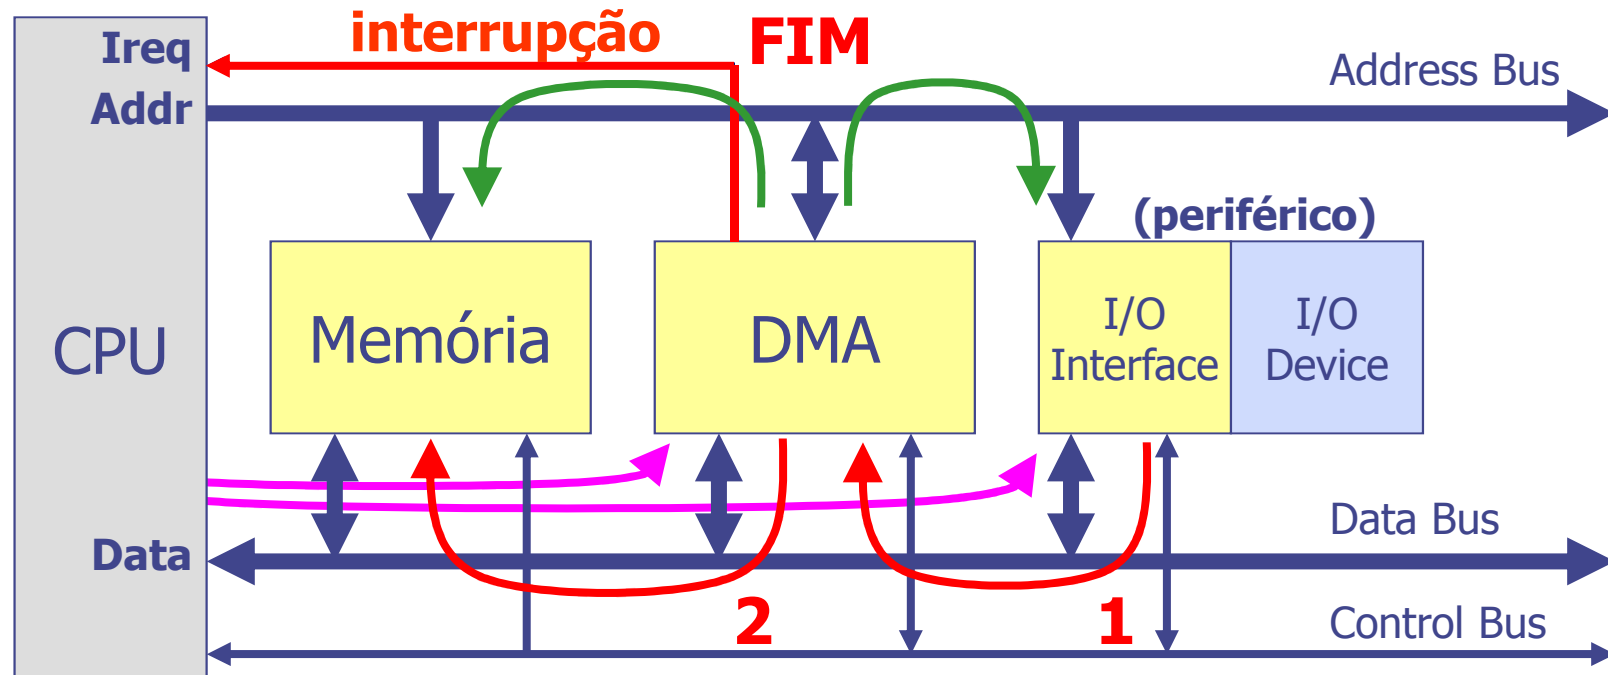 interrupção
FIM
Ireq
Address Bus
Addr
(periférico)
CPU
Memória
DMA
I/O
Interface
I/O
Device
Data Bus
Data
2
1
Control Bus